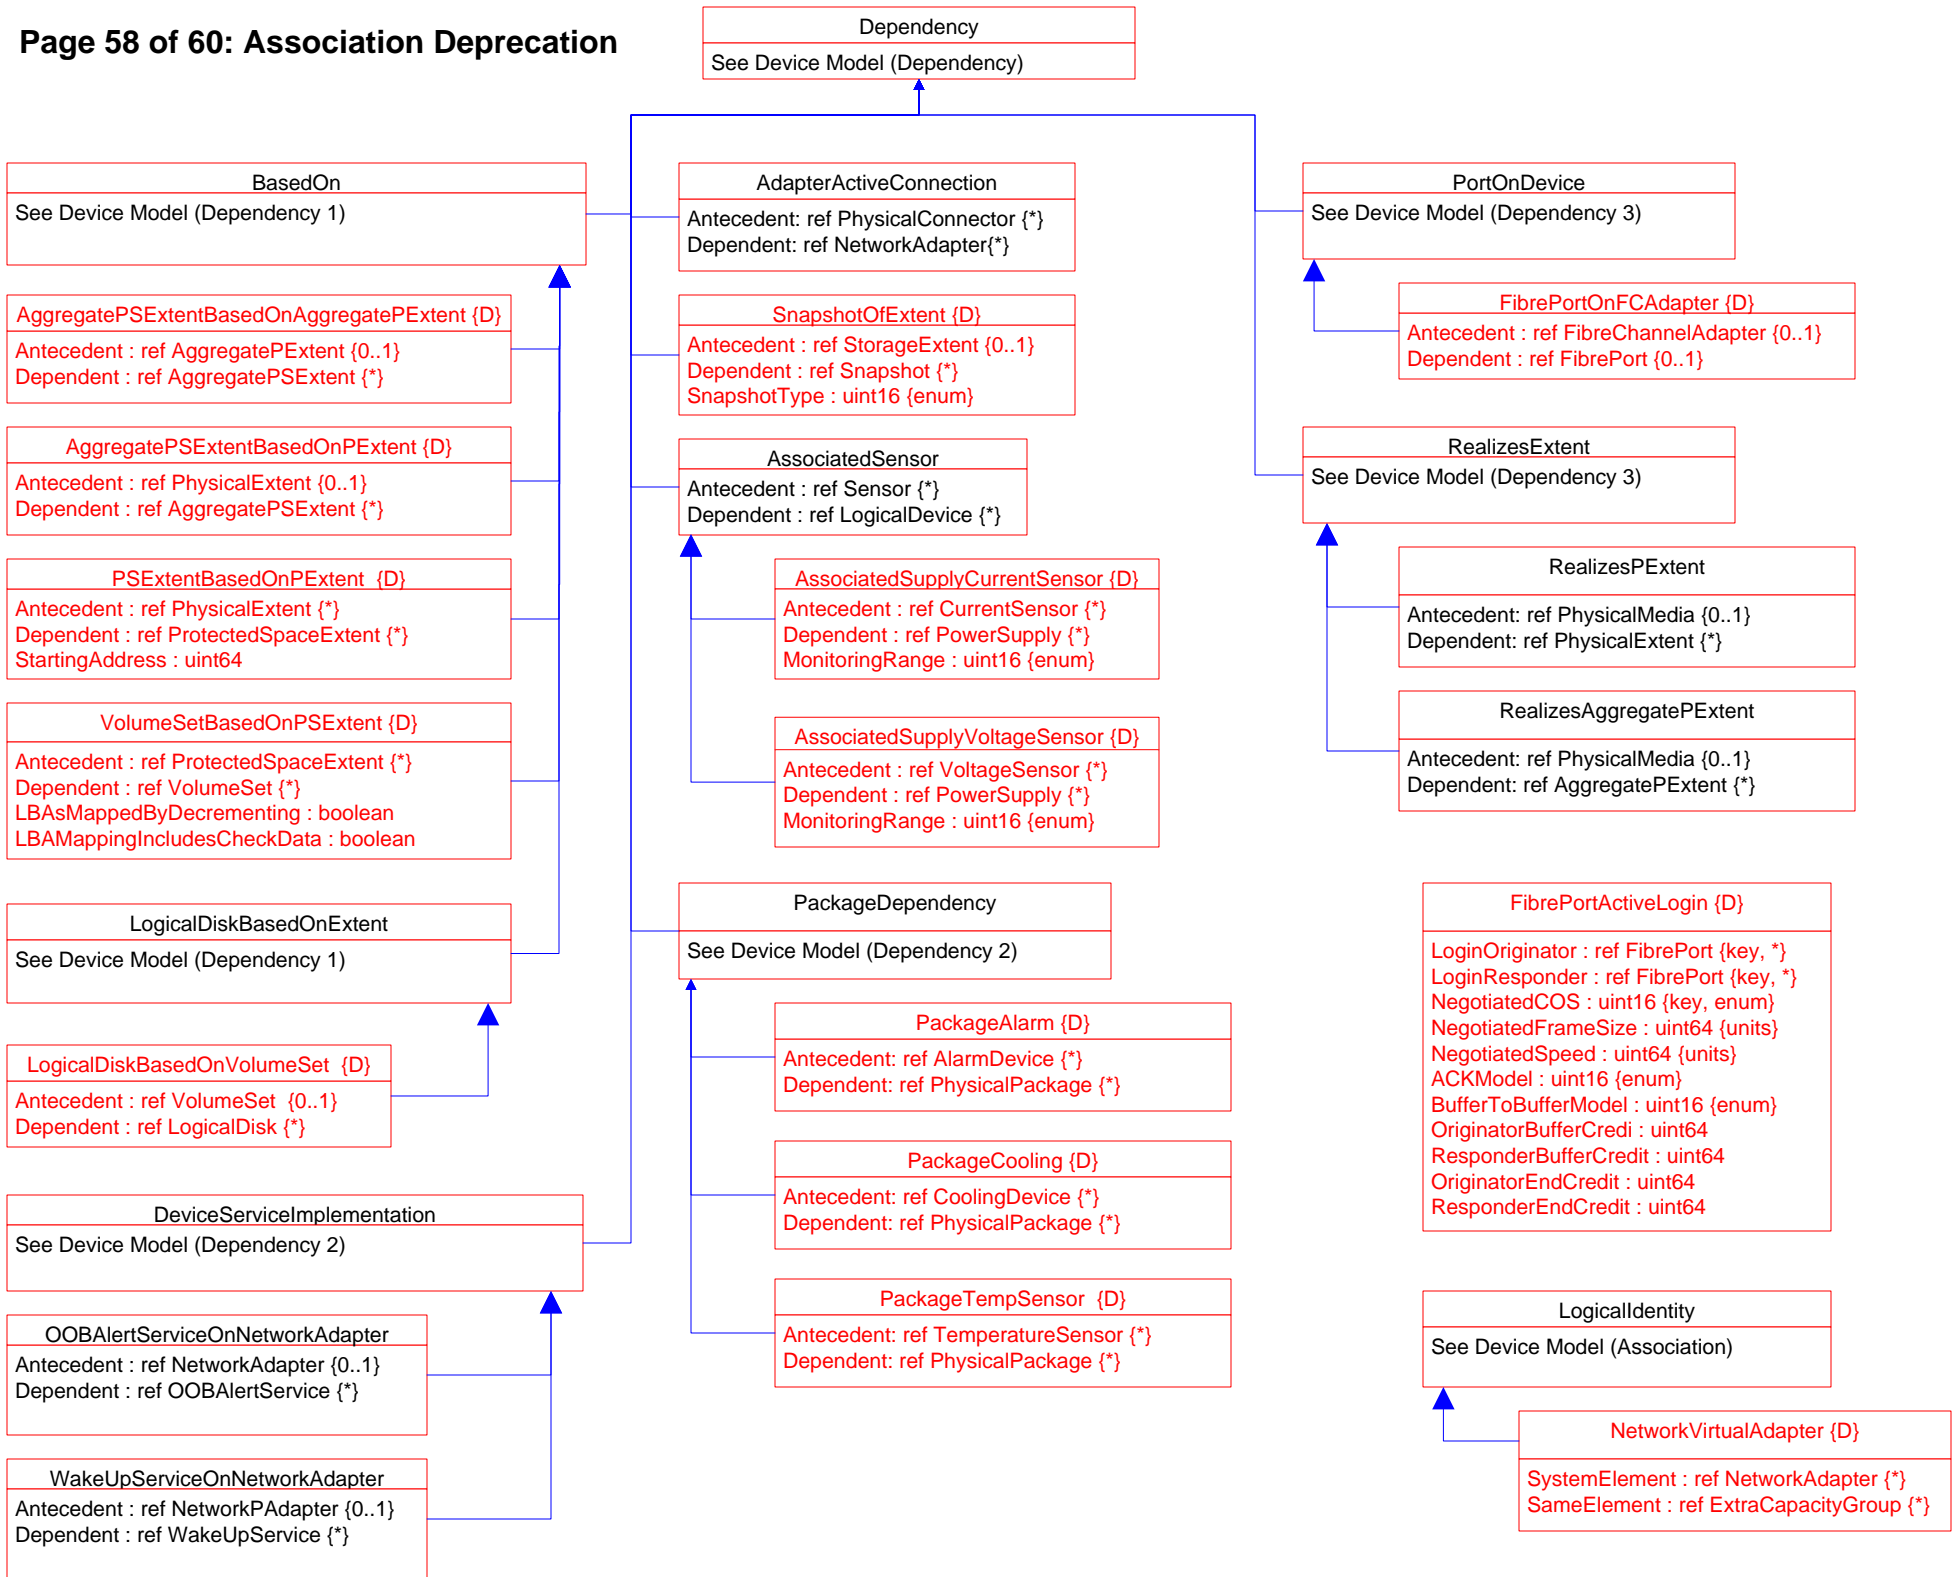 Page 58 of 60: Association Deprecation
Dependency
See Device Model (Dependency)
BasedOn
See Device Model (Dependency 1)
AggregatePSExtentBasedOnAggregatePExtent {D}
Antecedent : ref AggregatePExtent {0..1}
Dependent : ref AggregatePSExtent {*}
AggregatePSExtentBasedOnPExtent {D}
Antecedent : ref PhysicalExtent {0..1}
Dependent : ref AggregatePSExtent {*}
PSExtentBasedOnPExtent {D}
Antecedent : ref PhysicalExtent {*}
Dependent : ref ProtectedSpaceExtent {*}
StartingAddress : uint64
VolumeSetBasedOnPSExtent {D}
Antecedent : ref ProtectedSpaceExtent {*}
Dependent : ref VolumeSet {*}
LBAsMappedByDecrementing : boolean
LBAMappingIncludesCheckData : boolean
LogicalDiskBasedOnExtent
See Device Model (Dependency 1)
LogicalDiskBasedOnVolumeSet {D}
Antecedent : ref VolumeSet {0..1}
Dependent : ref LogicalDisk {*}
DeviceServiceImplementation
See Device Model (Dependency 2)
OOBAlertServiceOnNetworkAdapter
Antecedent : ref NetworkAdapter {0..1}
Dependent : ref OOBAlertService {*}
WakeUpServiceOnNetworkAdapter
Antecedent : ref NetworkPAdapter {0..1}
Dependent : ref WakeUpService {*}
AdapterActiveConnection
Antecedent: ref PhysicalConnector {*}
Dependent: ref NetworkAdapter{*}
SnapshotOfExtent {D}
Antecedent : ref StorageExtent {0..1}
Dependent : ref Snapshot {*}
SnapshotType : uint16 {enum}
AssociatedSensor
Antecedent : ref Sensor {*}
Dependent : ref LogicalDevice {*}
AssociatedSupplyCurrentSensor {D}
Antecedent : ref CurrentSensor {*}
Dependent : ref PowerSupply {*}
MonitoringRange : uint16 {enum}
AssociatedSupplyVoltageSensor {D}
Antecedent : ref VoltageSensor {*}
Dependent : ref PowerSupply {*}
MonitoringRange : uint16 {enum}
PackageDependency
See Device Model (Dependency 2)
PackageAlarm {D}
Antecedent: ref AlarmDevice {*}
Dependent: ref PhysicalPackage {*}
PackageCooling {D}
Antecedent: ref CoolingDevice {*}
Dependent: ref PhysicalPackage {*}
PackageTempSensor {D}
Antecedent: ref TemperatureSensor {*}
Dependent: ref PhysicalPackage {*}
PortOnDevice
See Device Model (Dependency 3)
FibrePortOnFCAdapter {D}
Antecedent : ref FibreChannelAdapter {0..1}
Dependent : ref FibrePort {0..1}
RealizesExtent
See Device Model (Dependency 3)
RealizesPExtent
Antecedent: ref PhysicalMedia {0..1}
Dependent: ref PhysicalExtent {*}
RealizesAggregatePExtent
Antecedent: ref PhysicalMedia {0..1}
Dependent: ref AggregatePExtent {*}
FibrePortActiveLogin {D}
LoginOriginator : ref FibrePort {key, *}
LoginResponder : ref FibrePort {key, *}
NegotiatedCOS : uint16 {key, enum}
NegotiatedFrameSize : uint64 {units}
NegotiatedSpeed : uint64 {units}
ACKModel : uint16 {enum}
BufferToBufferModel : uint16 {enum}
OriginatorBufferCredi : uint64
ResponderBufferCredit : uint64
OriginatorEndCredit : uint64
ResponderEndCredit : uint64
LogicalIdentity
See Device Model (Association)
NetworkVirtualAdapter {D}
SystemElement : ref NetworkAdapter {*}
SameElement : ref ExtraCapacityGroup {*}